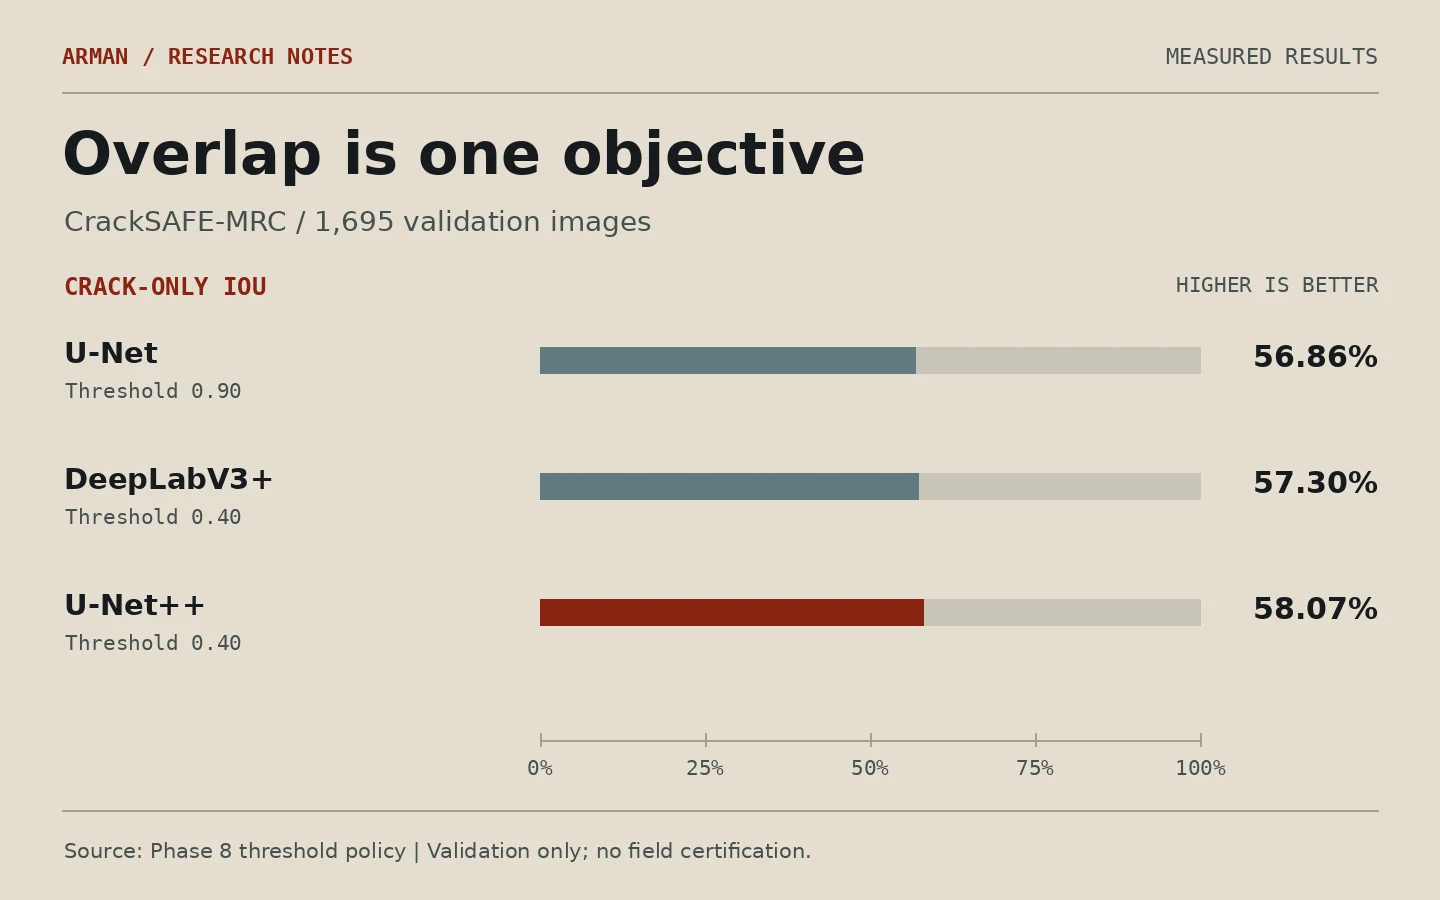 ARMAN / RESEARCH NOTES
MEASURED RESULTS
Overlap is one objective
CrackSAFE-MRC / 1,695 validation images
CRACK-ONLY IOU
HIGHER IS BETTER
U-Net
56.86%
Threshold 0.90
DeepLabV3+
57.30%
Threshold 0.40
U-Net++
58.07%
Threshold 0.40
0% 25% 50% 75% 100%
Source: Phase 8 threshold policy | Validation only; no field certification.